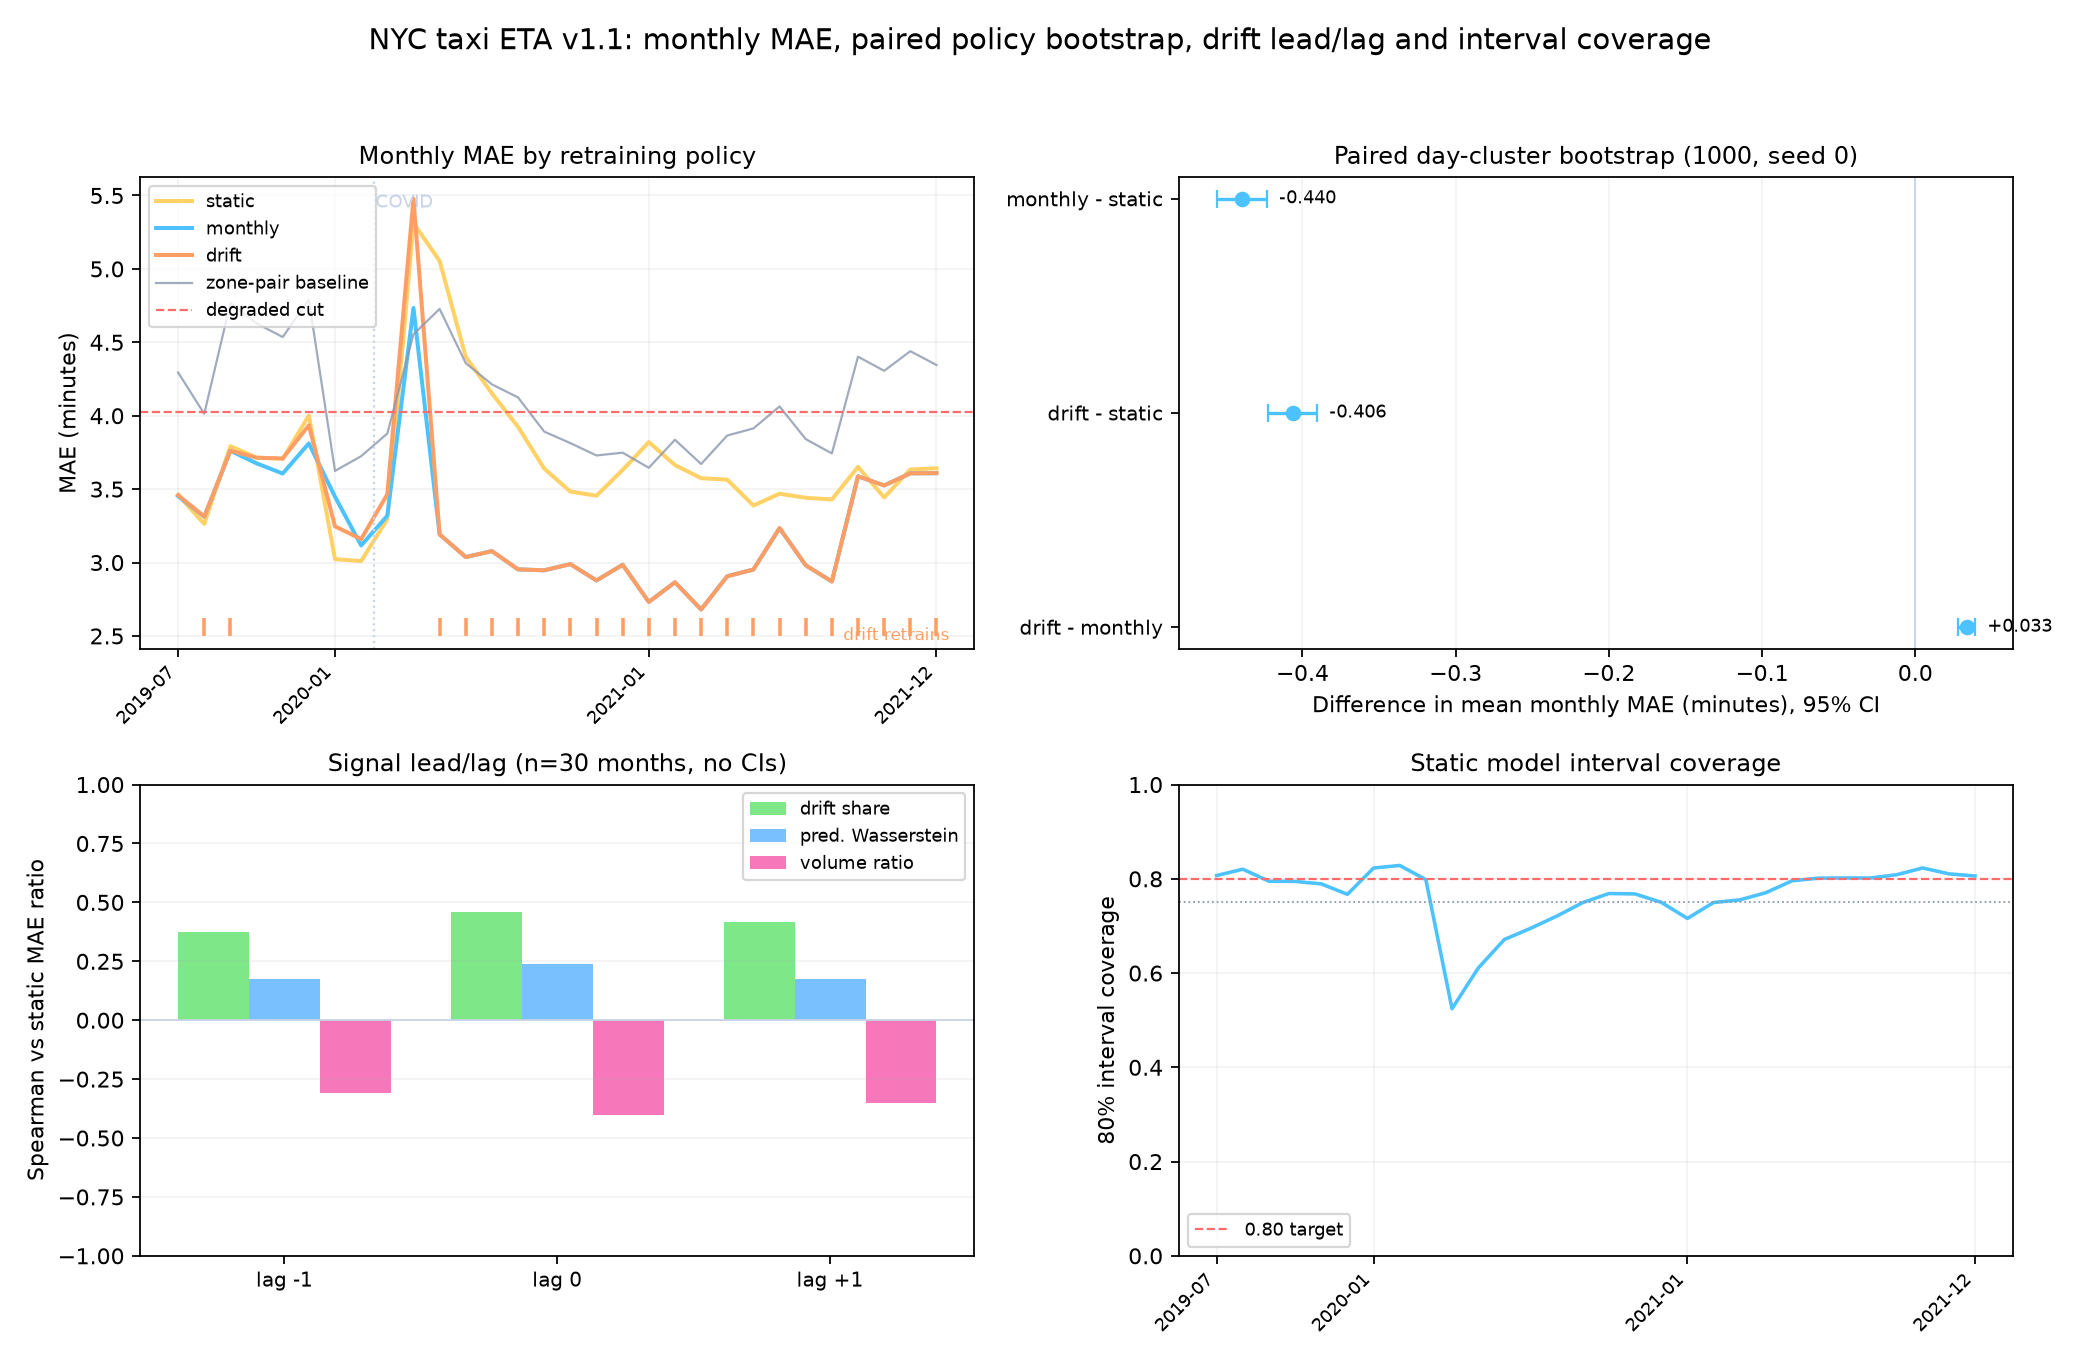 NYC taxi ETA v1.1: monthly MAE, paired policy bootstrap, drift lead/lag and interval coverage
Monthly MAE by retraining policy
static
monthly
drift
zone-pair baseline
degraded cut
COVID
5.5
5.0
4.5
4.0
3.5
3.0
2.5
MAE (minutes)
drift retrains
2019-07
2020-01
2021-01
2021-12
Paired day-cluster bootstrap (1000, seed 0)
monthly - static
drift - static
drift - monthly
-0.440
-0.406
+0.033
−0.4
−0.3
−0.2
−0.1
0.0
Difference in mean monthly MAE (minutes), 95% CI
Signal lead/lag (n=30 months, no CIs)
drift share
pred. Wasserstein
volume ratio
1.00
0.75
0.50
0.25
0.00
−0.25
−0.50
−0.75
−1.00
Spearman vs static MAE ratio
lag -1
lag 0
lag +1
Static model interval coverage
1.0
0.8
0.6
0.4
0.2
0.0
80% interval coverage
0.80 target
2019-07
2020-01
2021-01
2021-12